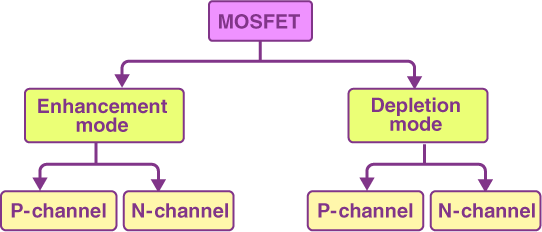 MOSFET
Enhancement
mode
Depletion
mode
P-channel
N-channel
P-channel
N-channel